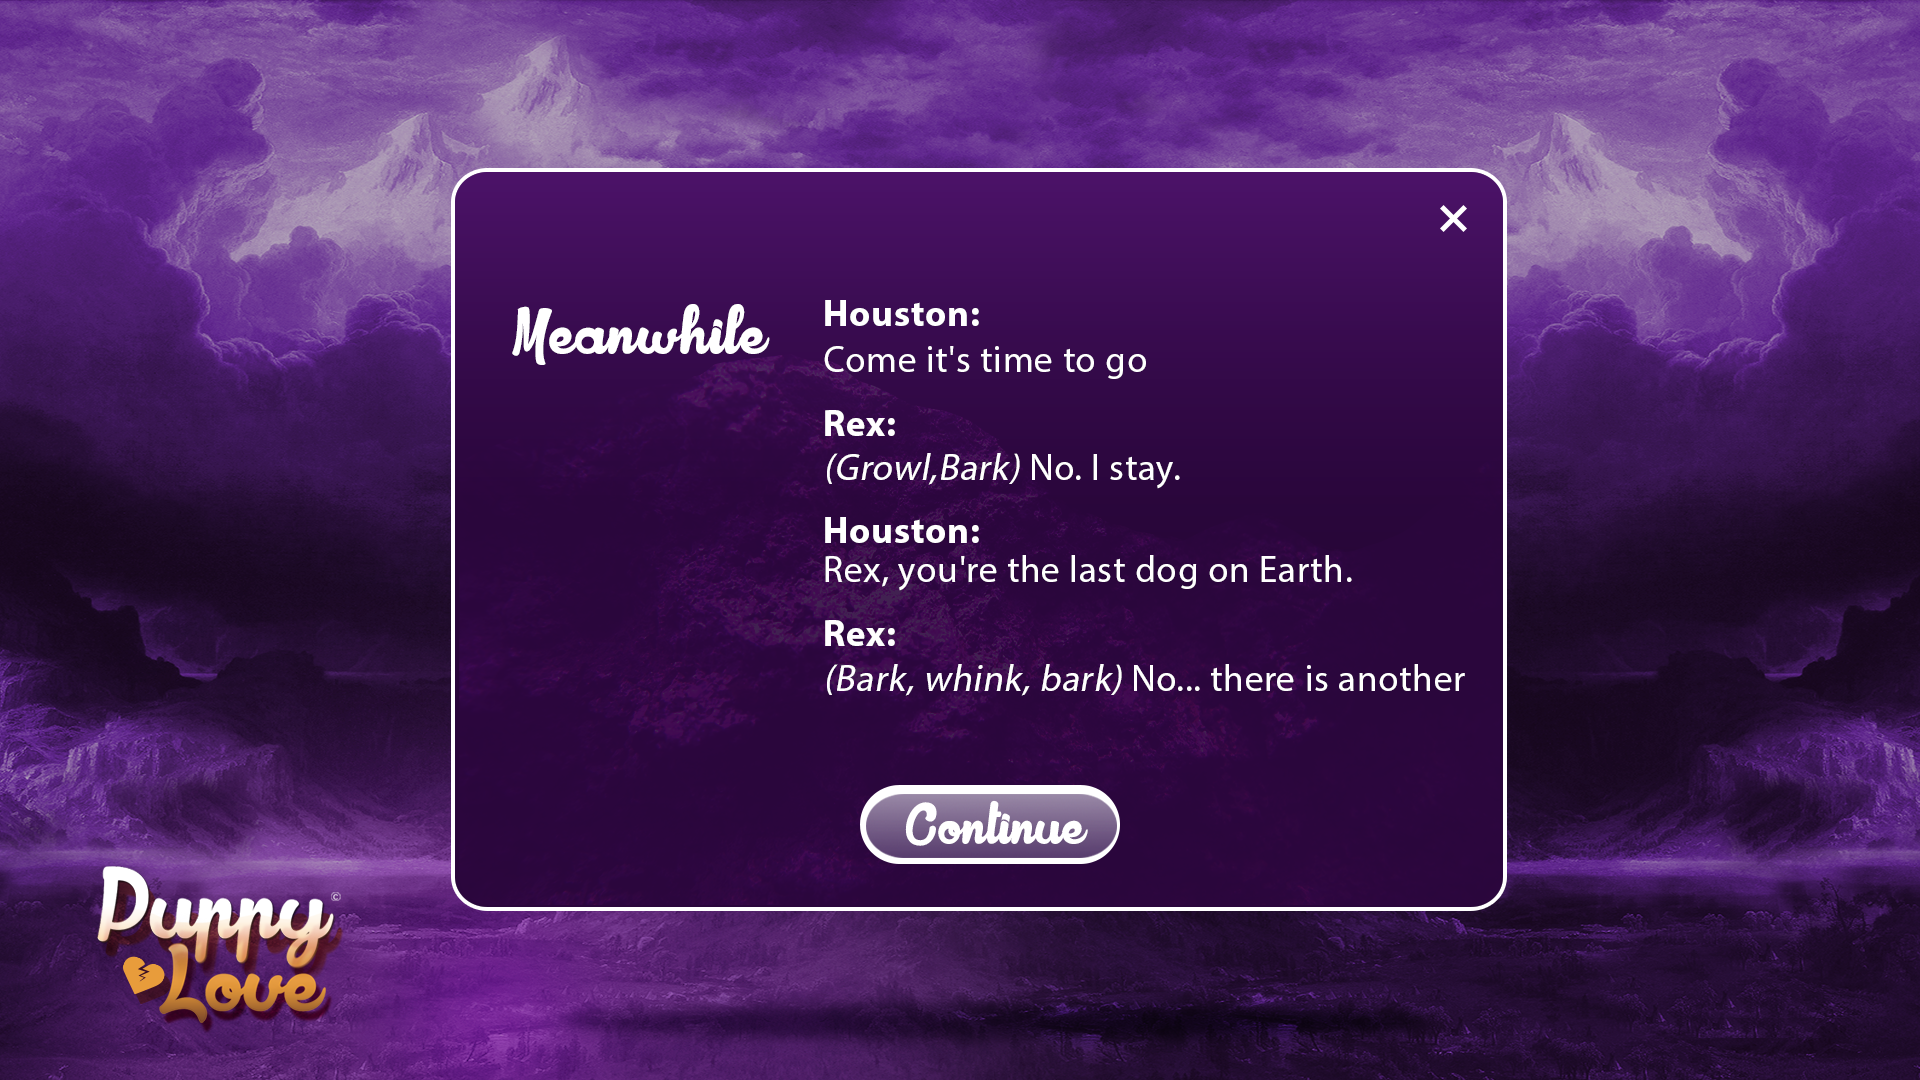 Meanwhile
Houston:
Come it's time to go
Rex:
(Growl,Bark) No. I stay.
Houston:
Rex, you're the last dog on Earth.
Rex:
(Bark, whink, bark) No... there is another
Continue
Puppy ©
Love